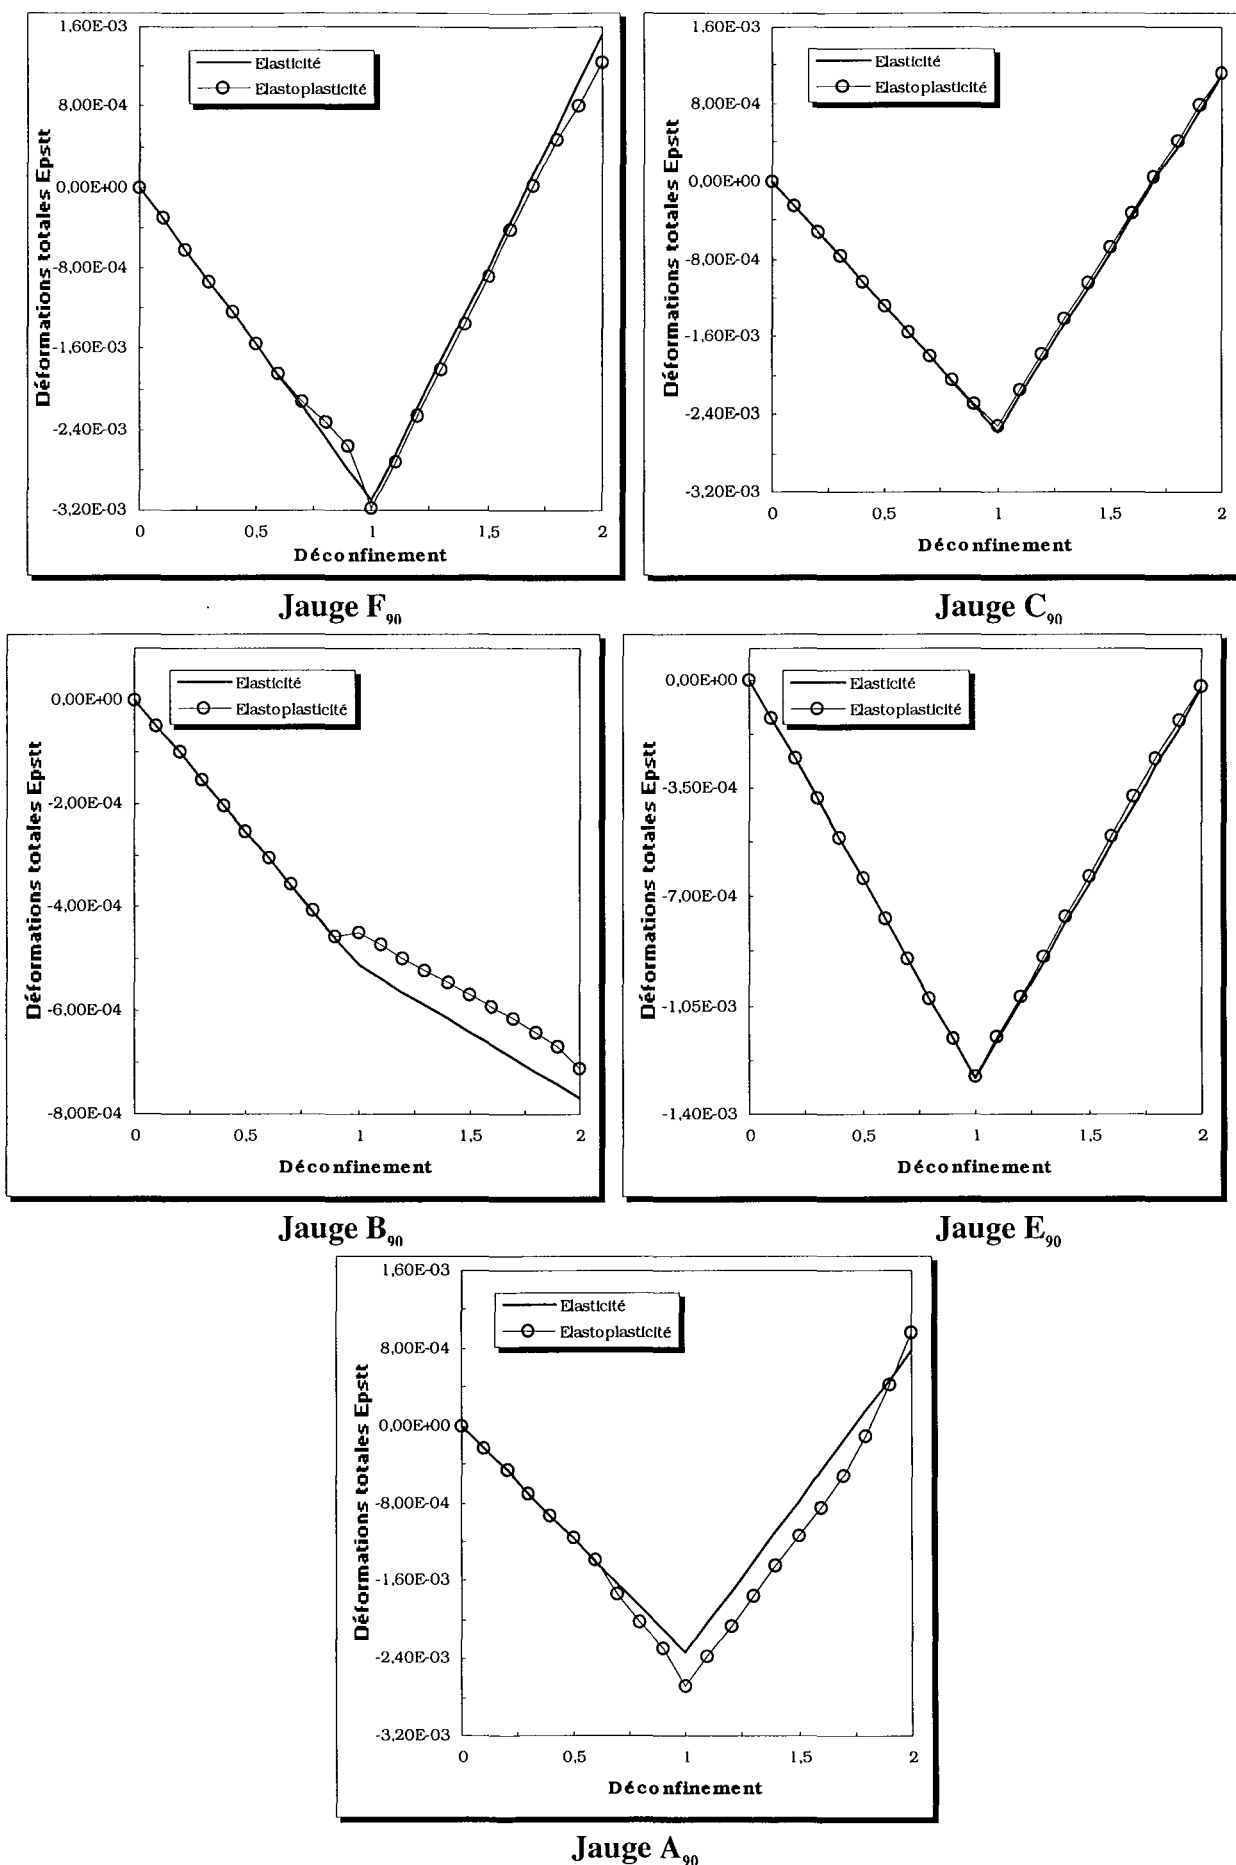 1,60E-03
8,00E-04
0,00E+00
-8,00E-04
-1,60E-03
-2,40E-03
-3,20E-03
Déformations totales Epstt
Elasticité
Elastoplasticité
0 0,5 1 1,5 2
Déconfinement
Jauge F90
1,60E-03
8,00E-04
0,00E+00
-8,00E-04
-1,60E-03
-2,40E-03
-3,20E-03
Déformations totales Epstt
Elasticité
Elastoplasticité
0 0,5 1 1,5 2
Déconfinement
Jauge C90
0,00E+00
-2,00E-04
-4,00E-04
-6,00E-04
-8,00E-04
Déformations totales Epstt
Elasticité
Elastoplasticité
0 0,5 1 1,5 2
Déconfinement
Jauge B90
0,00E+00
-3,50E-04
-7,00E-04
-1,05E-03
-1,40E-03
Déformations totales Epstt
Elasticité
Elastoplasticité
0 0,5 1 1,5 2
Déconfinement
Jauge E90
1,60E-03
8,00E-04
0,00E+00
-8,00E-04
-1,60E-03
-2,40E-03
-3,20E-03
Déformations totales Epstt
Elasticité
Elastoplasticité
0 0,5 1 1,5 2
Déconfinement
Jauge A90